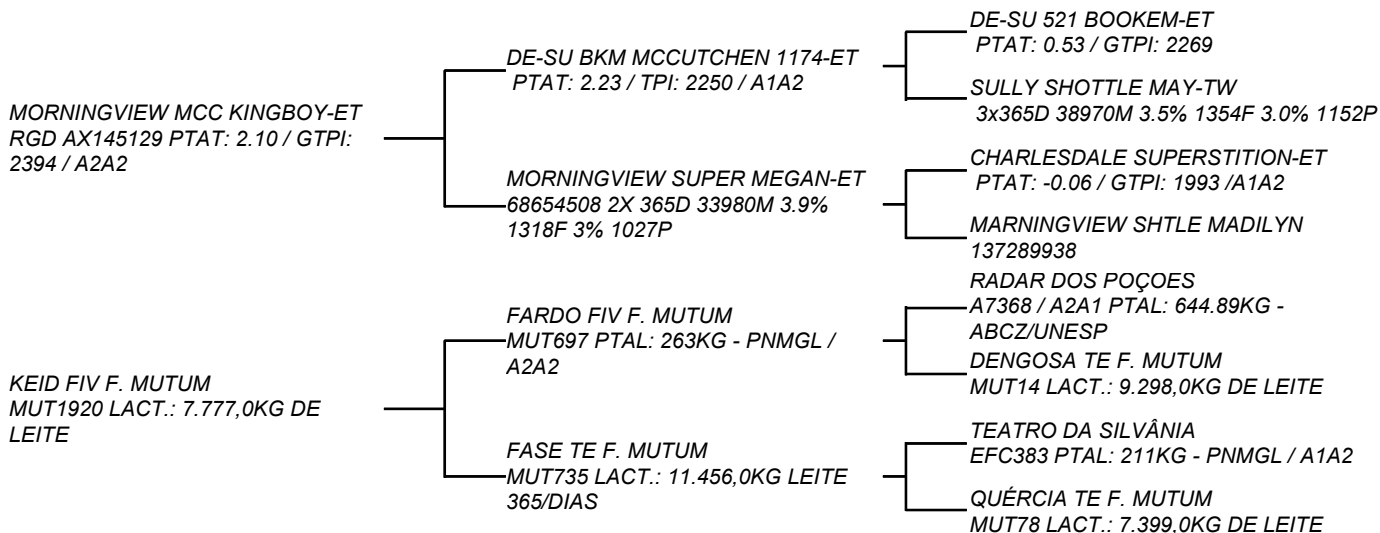 MORNINGVIEW MCC KINGBOY-ET
RGD AX145129 PTAT: 2.10 / GTPI:
2394 / A2A2
KEID FIV F. MUTUM
MUT1920 LACT.: 7.777,0KG DE
LEITE
DE-SU BKM MCCUTCHEN 1174-ET
PTAT: 2.23 / TPI: 2250 / A1A2
MORNINGVIEW SUPER MEGAN-ET
68654508 2X 365D 33980M 3.9%
1318F 3% 1027P
FARDO FIV F. MUTUM
MUT697 PTAL: 263KG - PNMGL /
A2A2
FASE TE F. MUTUM
MUT735 LACT.: 11.456,0KG LEITE
365/DIAS
DE-SU 521 BOOKEM-ET
PTAT: 0.53 / GTPI: 2269
SULLY SHOTTLE MAY-TW
3x365D 38970M 3.5% 1354F 3.0% 1152P
CHARLESDALE SUPERSTITION-ET
PTAT: -0.06 / GTPI: 1993 /A1A2
MARNINGVIEW SHTLE MADILYN
137289938
RADAR DOS POÇOES
A7368 / A2A1 PTAL: 644.89KG -
ABCZ/UNESP
DENGOSA TE F. MUTUM
MUT14 LACT.: 9.298,0KG DE LEITE
TEATRO DA SILVÂNIA
EFC383 PTAL: 211KG - PNMGL / A1A2
QUÉRCIA TE F. MUTUM
MUT78 LACT.: 7.399,0KG DE LEITE